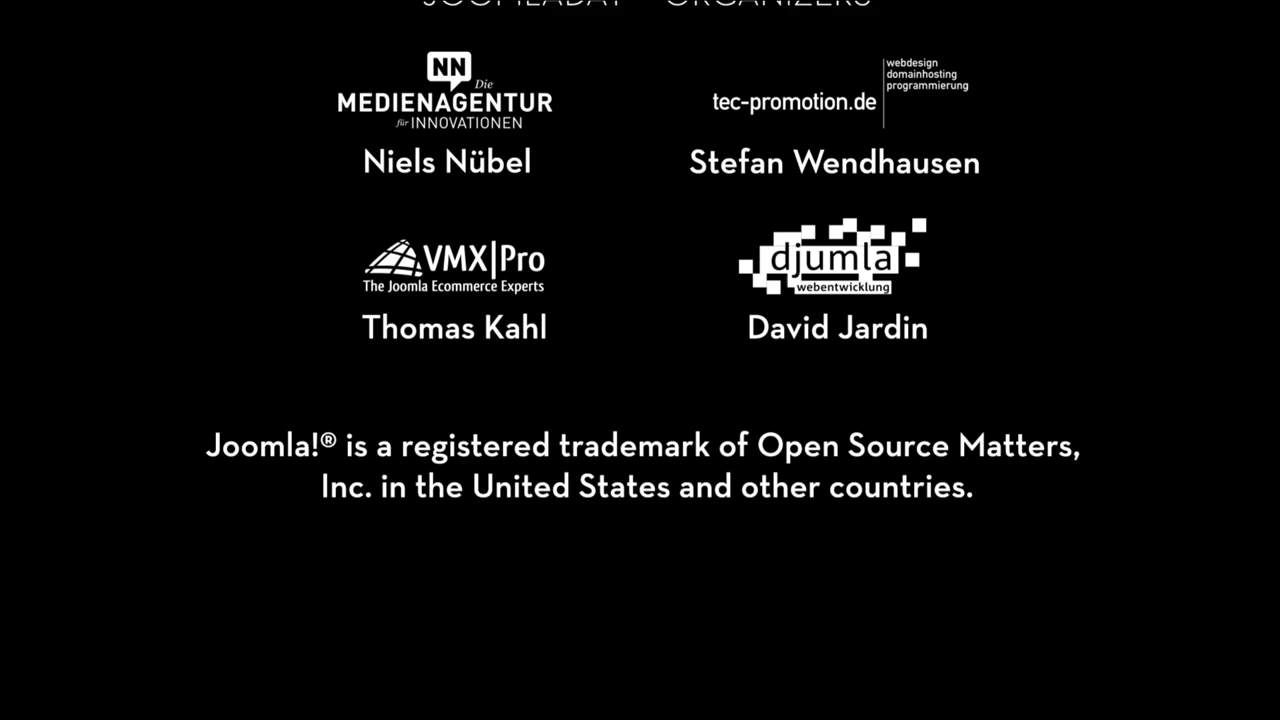 JOOMLADAY ORGANIZERS
NN
Die
MEDIENAGENTUR
für INNOVATIONEN
Niels Nübel
tec-promotion.de
webdesign
domainhosting
programmierung
Stefan Wendhausen
VMX|Pro
The Joomla Ecommerce Experts
Thomas Kahl
djumla
webentwicklung
David Jardin
Joomla!® is a registered trademark of Open Source Matters,
Inc. in the United States and other countries.